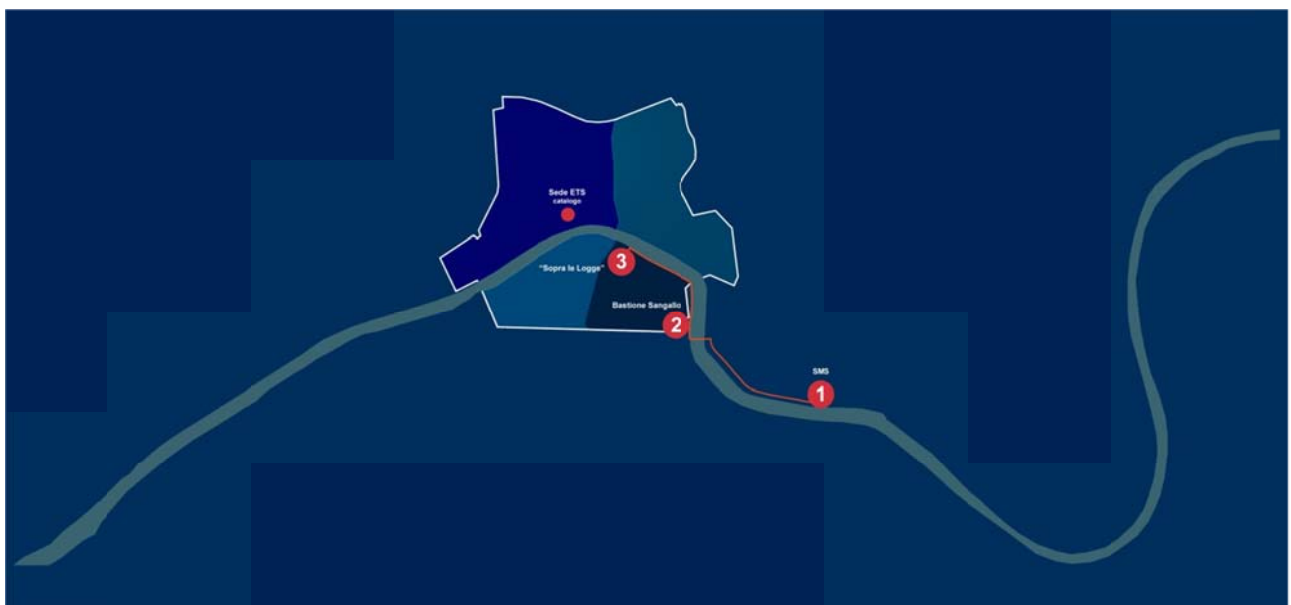 Sede ETS
catalogo
"Sopra le Logge"
3
Bastione Sangallo
2
SMS
1